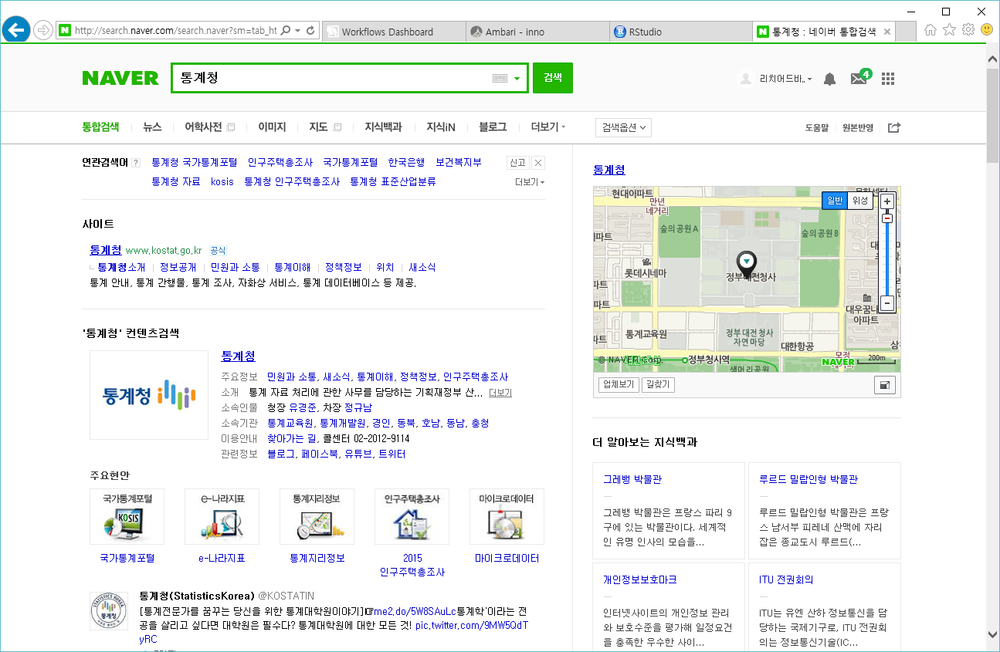 http://search.naver.com/search.naver?sm=tab_ht
Workflows Dashboard
Ambari - inno
RStudio
통계청 : 네이버 통합검색
NAVER
통계청
검색
리치어드바..
4
통합검색 뉴스 어학사전 이미지 지도 지식백과 지식iN 블로그 더보기
검색옵션
도움말 원본반영
연관검색어 ? 통계청 국가통계포털 인구주택총조사 국가통계포털 한국은행 보건복지부 신고
통계청 자료 kosis 통계청 인구주택총조사 통계청 표준산업분류 더보기
사이트
통계청 www.kostat.go.kr 공식
통계청소개 정보공개 민원과 소통 통계이해 정책정보 위치 새소식
통계 안내, 통계 간행물, 통계 조사, 자화상 서비스, 통계 데이터베이스 등 제공.
'통계청' 컨텐츠검색
통계청
통계청
주요정보 민원과 소통, 새소식, 통계이해, 정책정보, 인구주택총조사
소개 통계 자료 처리에 관한 사무를 담당하는 기획재정부 산... 더보기
소속인물 청장 유경준, 차장 정규남
소속기관 통계교육원, 통계개발원, 경인, 동북, 호남, 동남, 충청
이용안내 찾아가는 길, 콜센터 02-2012-9114
관련정보 블로그, 페이스북, 유튜브, 트위터
주요현안
국가통계포털 e-나라지표 통계지리정보 인구주택총조사 마이크로데이터
KOSIS
국가통계포털 e-나라지표 통계지리정보 2015 마이크로데이터
인구주택총조사
STATISTICS KOREA
통계청
통계청(StatisticsKorea) @KOSTATIN
[통계전문가를 꿈꾸는 당신을 위한 통계대학원이야기]☞me2.do/5W8SAuLc통계학'이라는 전
공을 살리고 싶다면 대학원은 필수다? 통계대학원에 대한 모든 것! pic.twitter.com/9MW5QdT
yRC
통계청
현대아파트
만년
네거리
일반 위성
숲의공원A
숲의공원B
롯데시네마
정부대전청사
대우꿈나
아파트
통계교육원
정부대전청사
자연마당
대한항공
© NAVER Corp.
정부청사역
샘머리공원
NAVER 200m
업체보기 길찾기
더 알아보는 지식백과
그레뱅 박물관
그레뱅 박물관은 프랑스 파리 9
구에 있는 박물관이다. 세계적
인 유명 인사의 모습을...
루르드 밀랍인형 박물관
루르드 밀랍인형 박물관은 프랑
스 남서부 피레네 산맥에 자리
잡은 종교도시 루르드(...
개인정보보호마크
인터넷사이트의 개인정보 관리
와 보호수준을 평가해 일정요건
을 충족한 우수한 사이...
ITU 전권회의
ITU는 유엔 산하 정보통신을 담
당하는 국제기구로, ITU 전권회
의는 정보통신기술(IC...